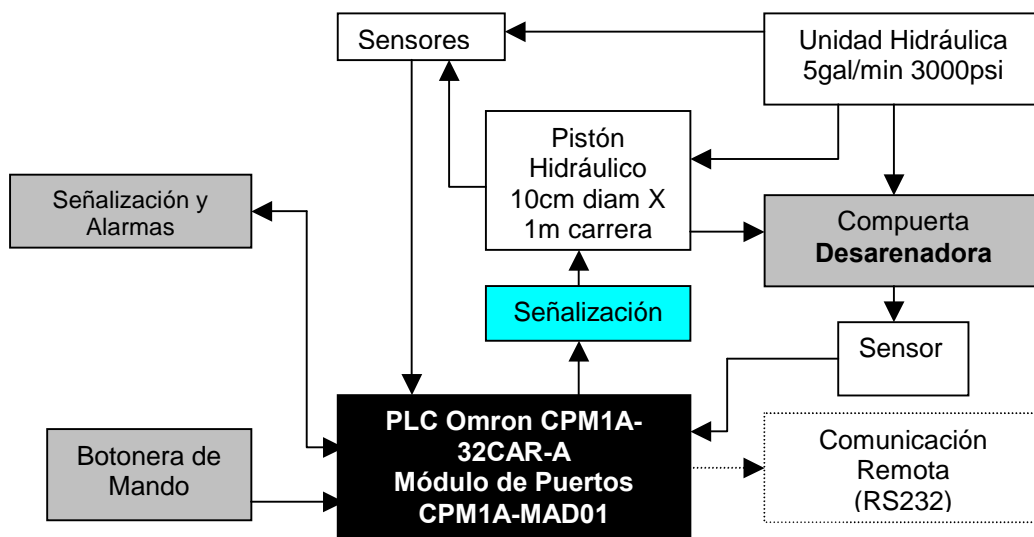 Sensores
Unidad Hidráulica
5gal/min 3000psi
Pistón
Hidráulico
10cm diam X
1m carrera
Señalización y
Alarmas
Compuerta
Desarenadora
Señalización
Sensor
PLC Omron CPM1A-
32CAR-A
Módulo de Puertos
CPM1A-MAD01
Botonera de
Mando
Comunicación
Remota
(RS232)